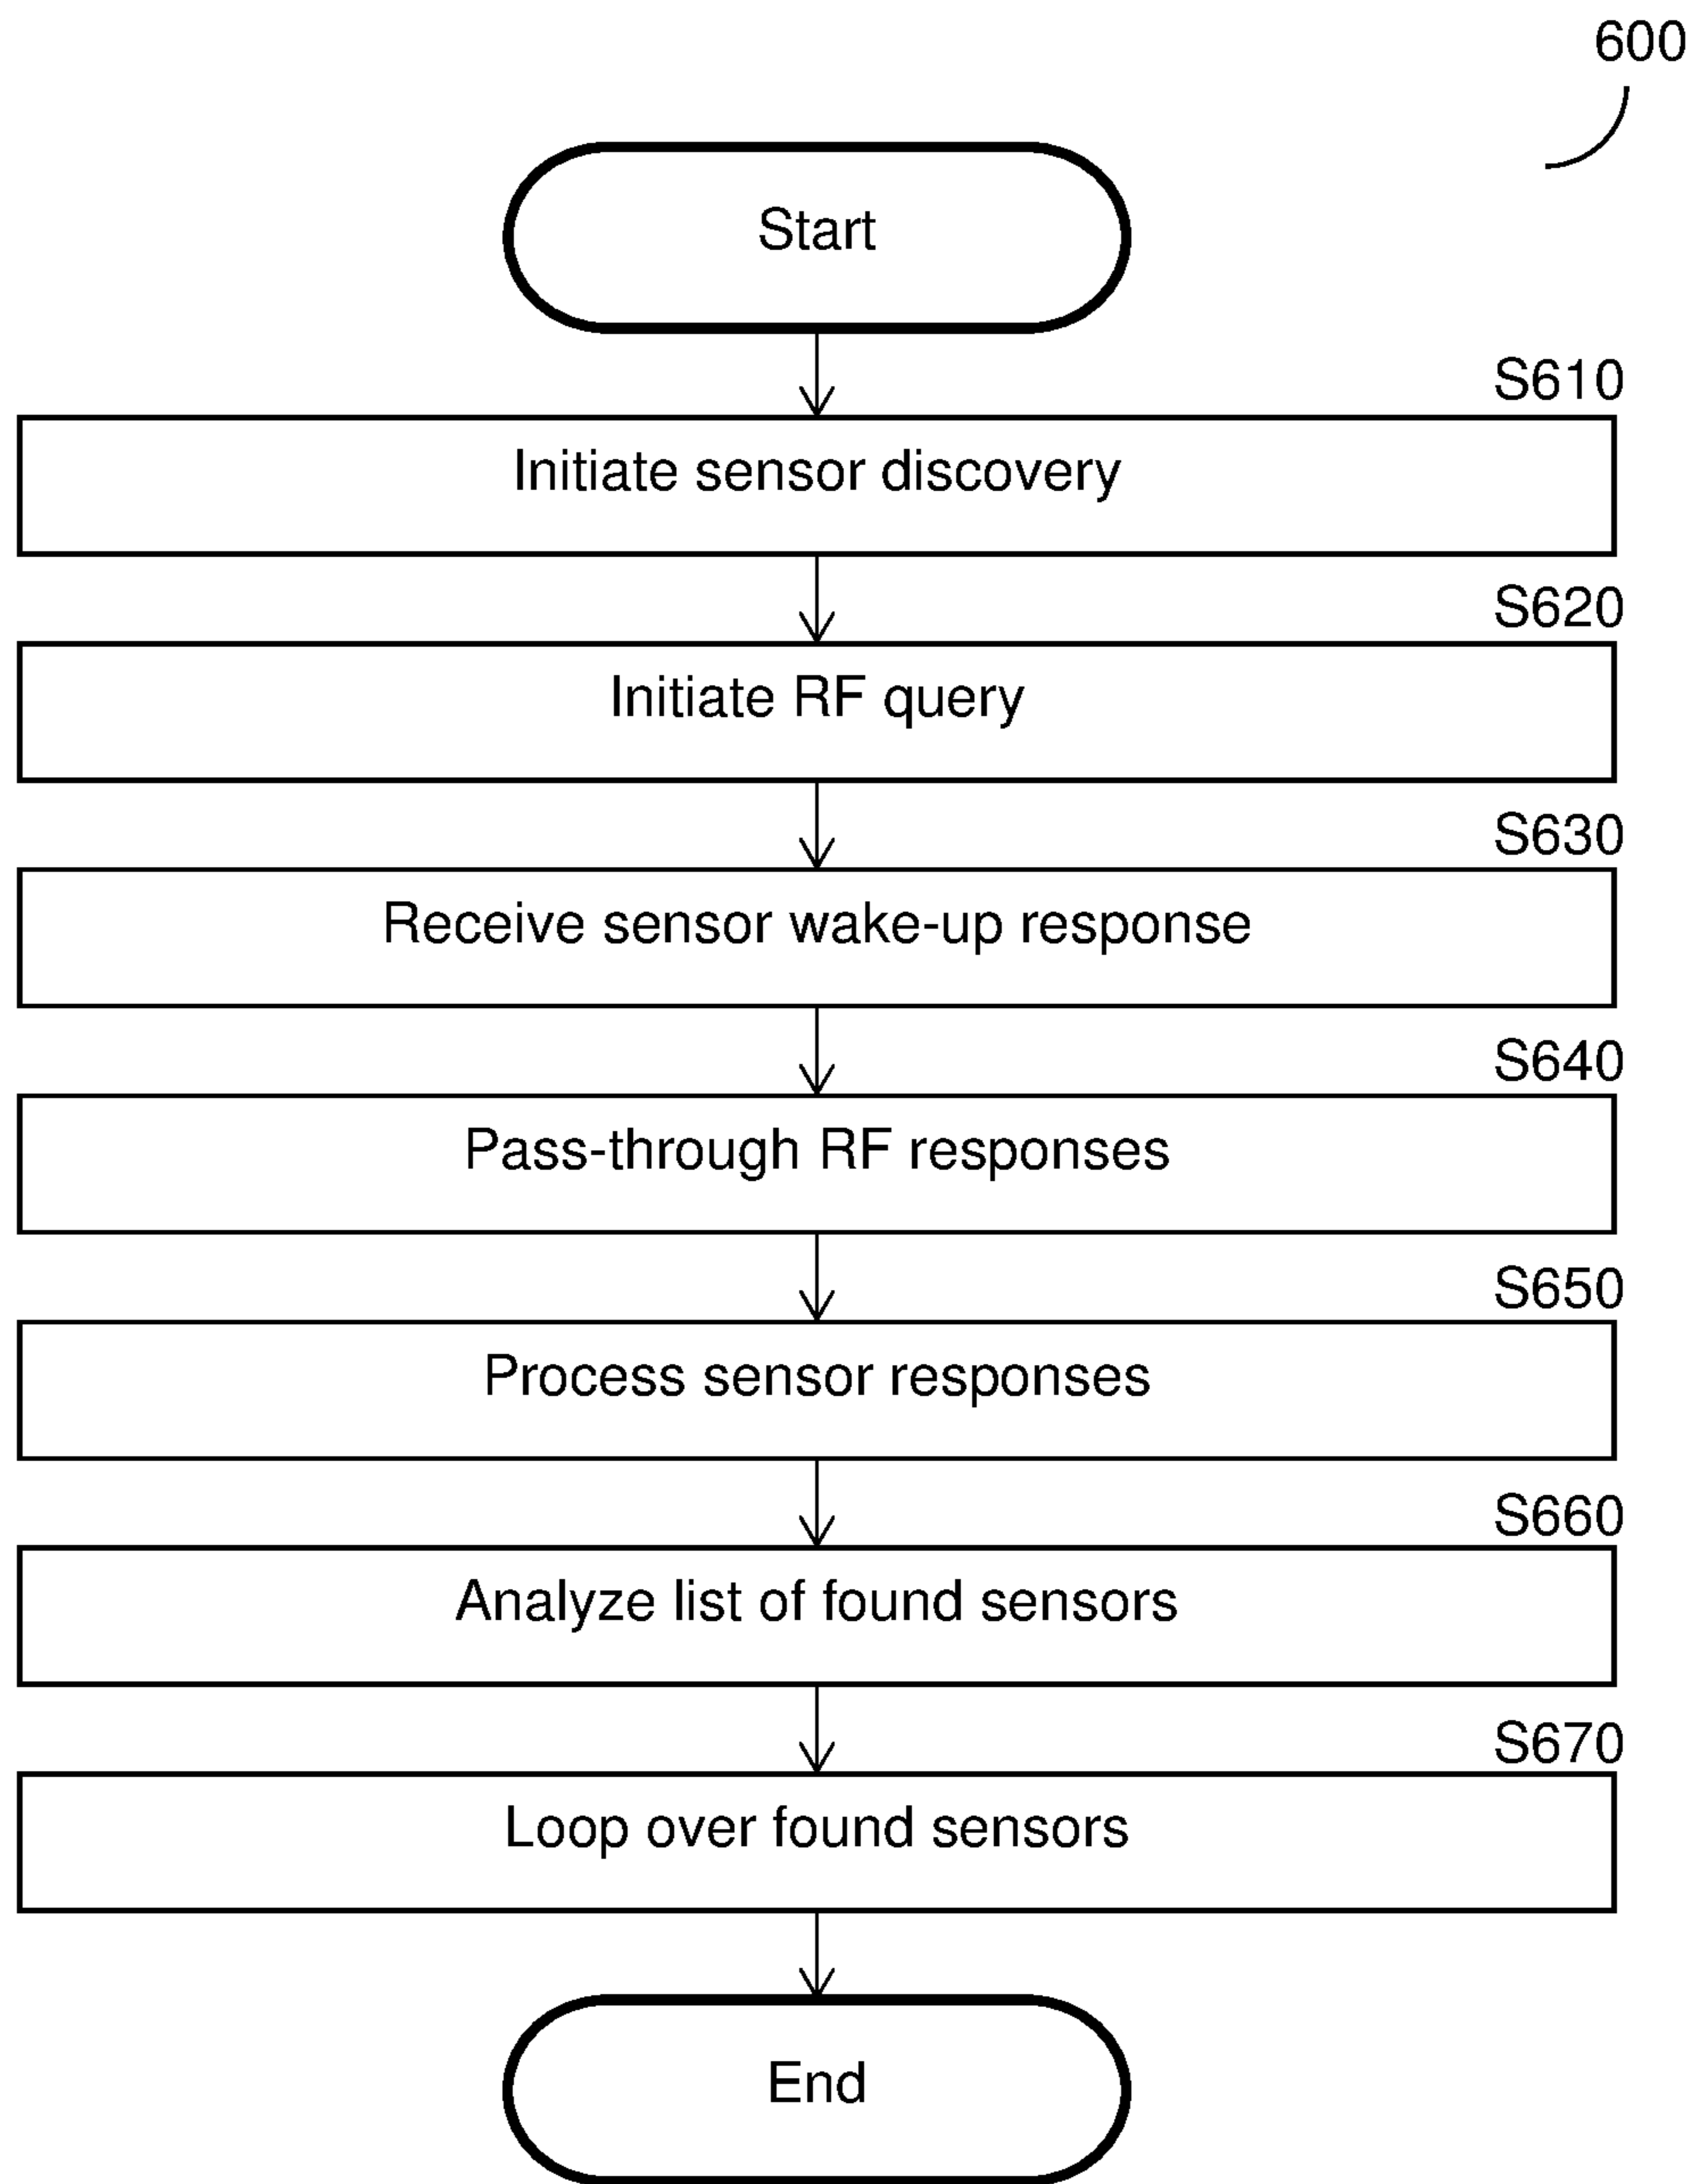 600
Start
S610
Initiate sensor discovery
S620
Initiate RF query
S630
Receive sensor wake-up response
S640
Pass-through RF responses
S650
Process sensor responses
S660
Analyze list of found sensors
S670
Loop over found sensors
End